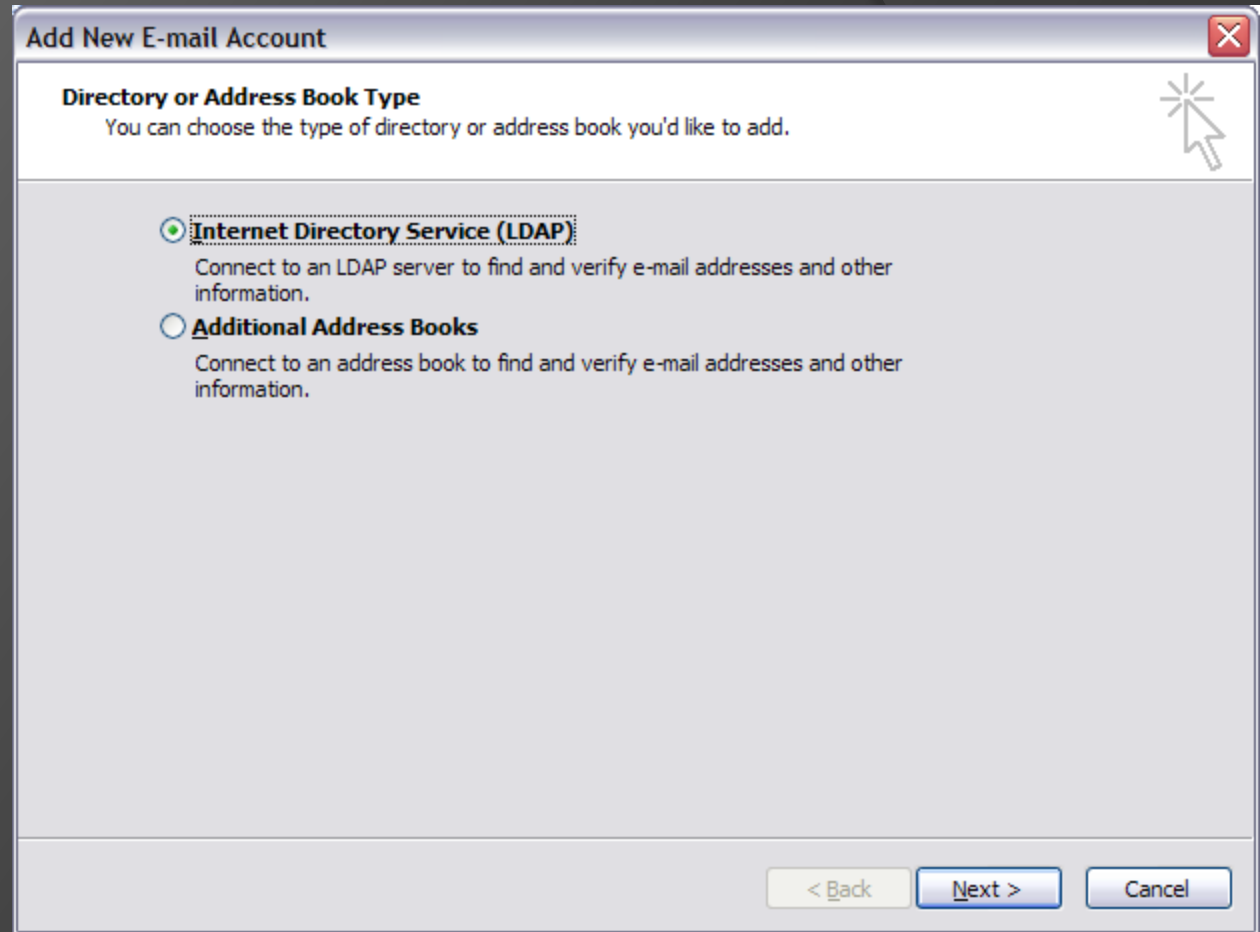 Add New E-mail Account
Directory or Address Book Type
You can choose the type of directory or address book you'd like to add.
Internet Directory Service (LDAP)
Connect to an LDAP server to find and verify e-mail addresses and other
information.
Additional Address Books
Connect to an address book to find and verify e-mail addresses and other
information.
< Back Next > Cancel